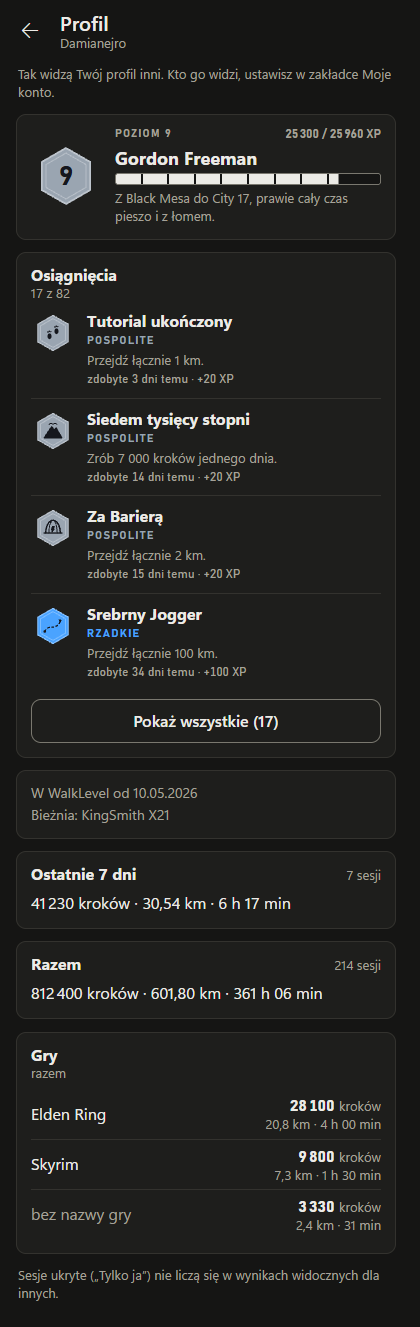 Profil
Damianejro
Tak widzą Twój profil inni. Kto go widzi, ustawisz w zakładce Moje
konto.
POZIOM 9
25 300 / 25 960 XP
9
Gordon Freeman
Z Black Mesa do City 17, prawie cały czas
pieszo i z łomem.
Osiągnięcia
17 z 82
Tutorial ukończony
POSPOLITE
Przejdź łącznie 1 km.
zdobyte 3 dni temu · +20 XP
Siedem tysięcy stopni
POSPOLITE
Zrób 7 000 kroków jednego dnia.
zdobyte 14 dni temu · +20 XP
Za Barierą
POSPOLITE
Przejdź łącznie 2 km.
zdobyte 15 dni temu · +20 XP
Srebrny Jogger
RZADKIE
Przejdź łącznie 100 km.
zdobyte 34 dni temu · +100 XP
Pokaż wszystkie (17)
W WalkLevel od 10.05.2026
Bieżnia: KingSmith X21
Ostatnie 7 dni
7 sesji
41 230 kroków · 30,54 km · 6 h 17 min
Razem
214 sesji
812 400 kroków · 601,80 km · 361 h 06 min
Gry
razem
Elden Ring
28 100 kroków
20,8 km · 4 h 00 min
Skyrim
9 800 kroków
7,3 km · 1 h 30 min
bez nazwy gry
3 330 kroków
2,4 km · 31 min
Sesje ukryte („Tylko ja”) nie liczą się w wynikach widocznych dla
innych.